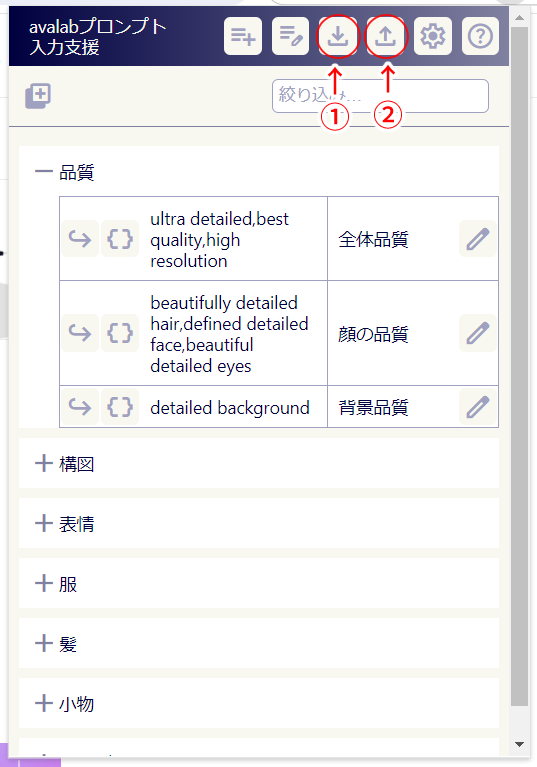 avalabプロンプト
入力支援
①
②
絞り込み...
品質
ultra detailed,best
quality,high
resolution
全体品質
beautifully detailed
hair,defined detailed
face,beautiful
detailed eyes
顔の品質
detailed background
背景品質
構図
表情
服
髪
小物